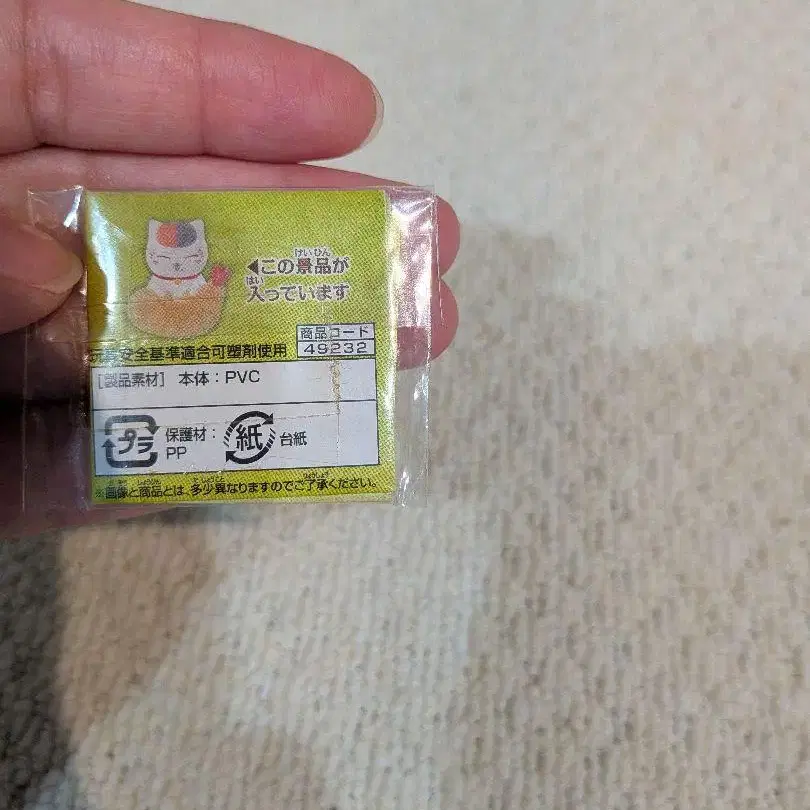 ◀この景品が
入っています
玩具安全基準適合可塑剤使用
商品コード
49232
[製品素材] 本体：PVC
プラ 保護材：PP
紙 台紙
※画像と商品とは、多少異なりますのでご了承ください。